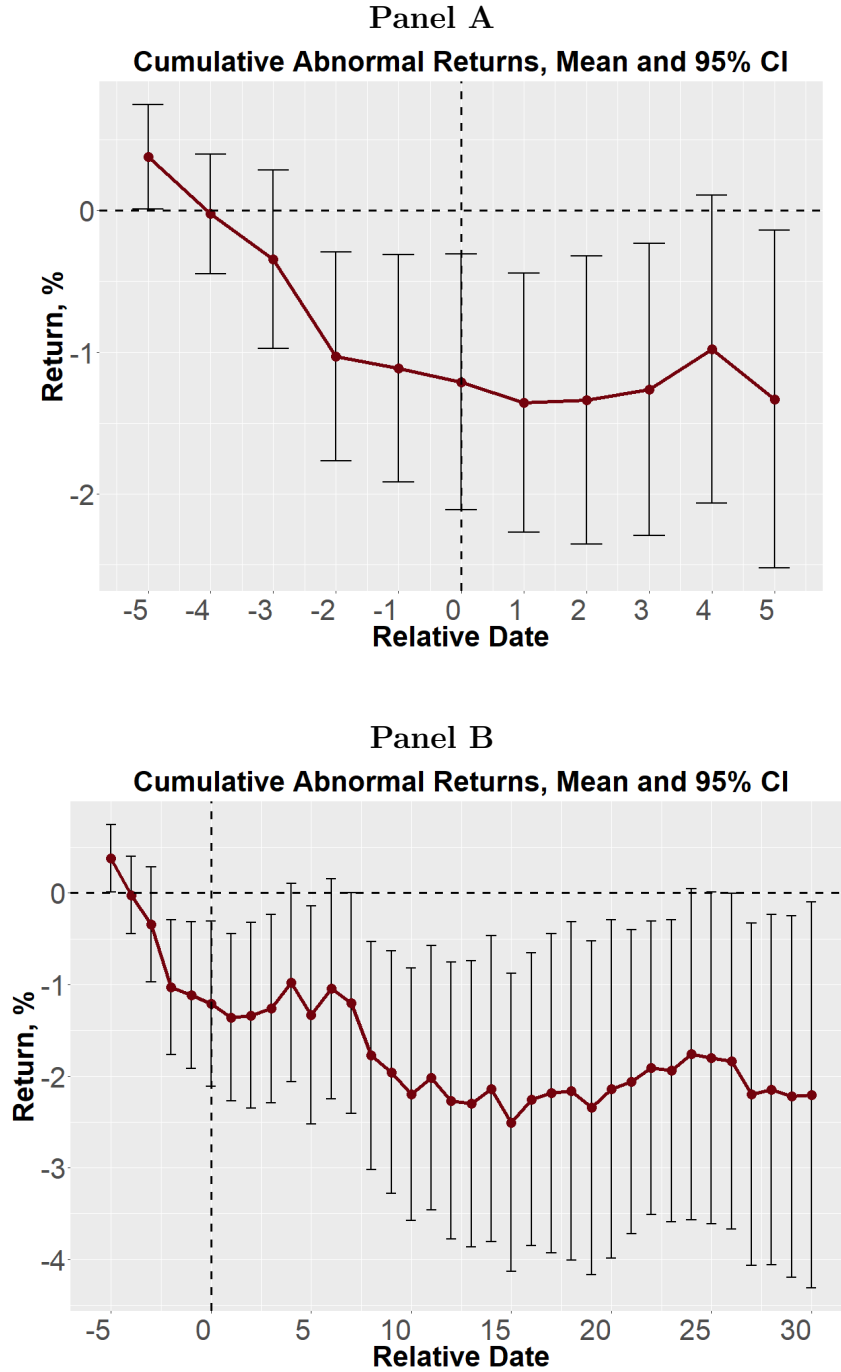 Panel A
Cumulative Abnormal Returns, Mean and 95% CI
Return, %
0
-1
-2
-5 -4 -3 -2 -1 0 1 2 3 4 5
Relative Date
Panel B
Cumulative Abnormal Returns, Mean and 95% CI
Return, %
0
-1
-2
-3
-4
-5 0 5 10 15 20 25 30
Relative Date